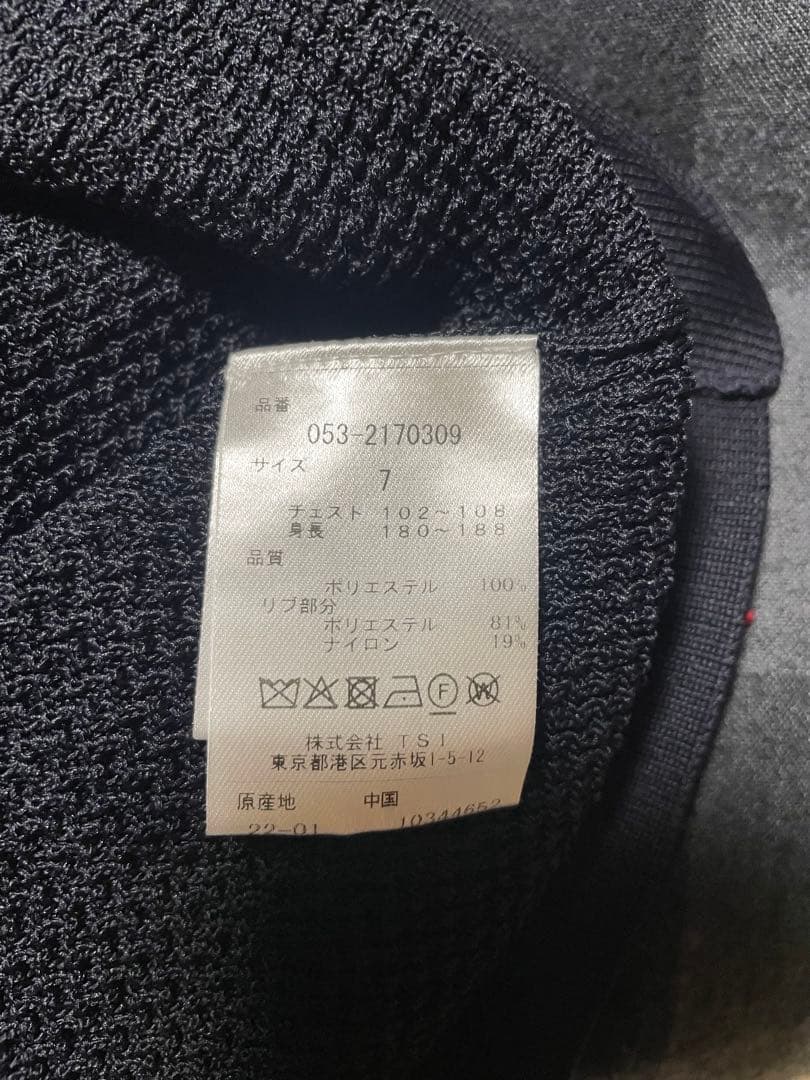 品番
053-2170309
サイズ
7
チェスト 102～108
身長 180～188
品質
ポリエステル 100%
リブ部分
ポリエステル 81%
ナイロン 19%
F W
株式会社 TSI
東京都港区元赤坂1-5-12
原産地 中国
22-01 10344652